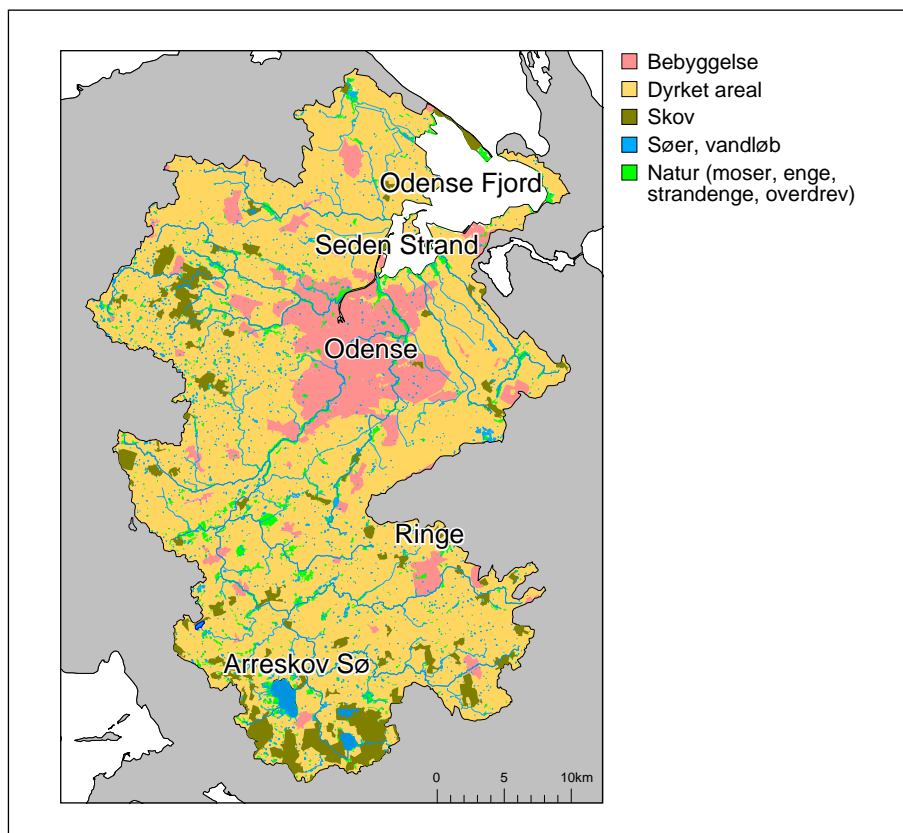 Bebyggelse
Dyrket areal
Skov
Søer, vandløb
Natur (moser, enge,
strandenge, overdrev)
Odense Fjord
Seden Strand
Odense
Ringe
Arreskov Sø
0 5 10km